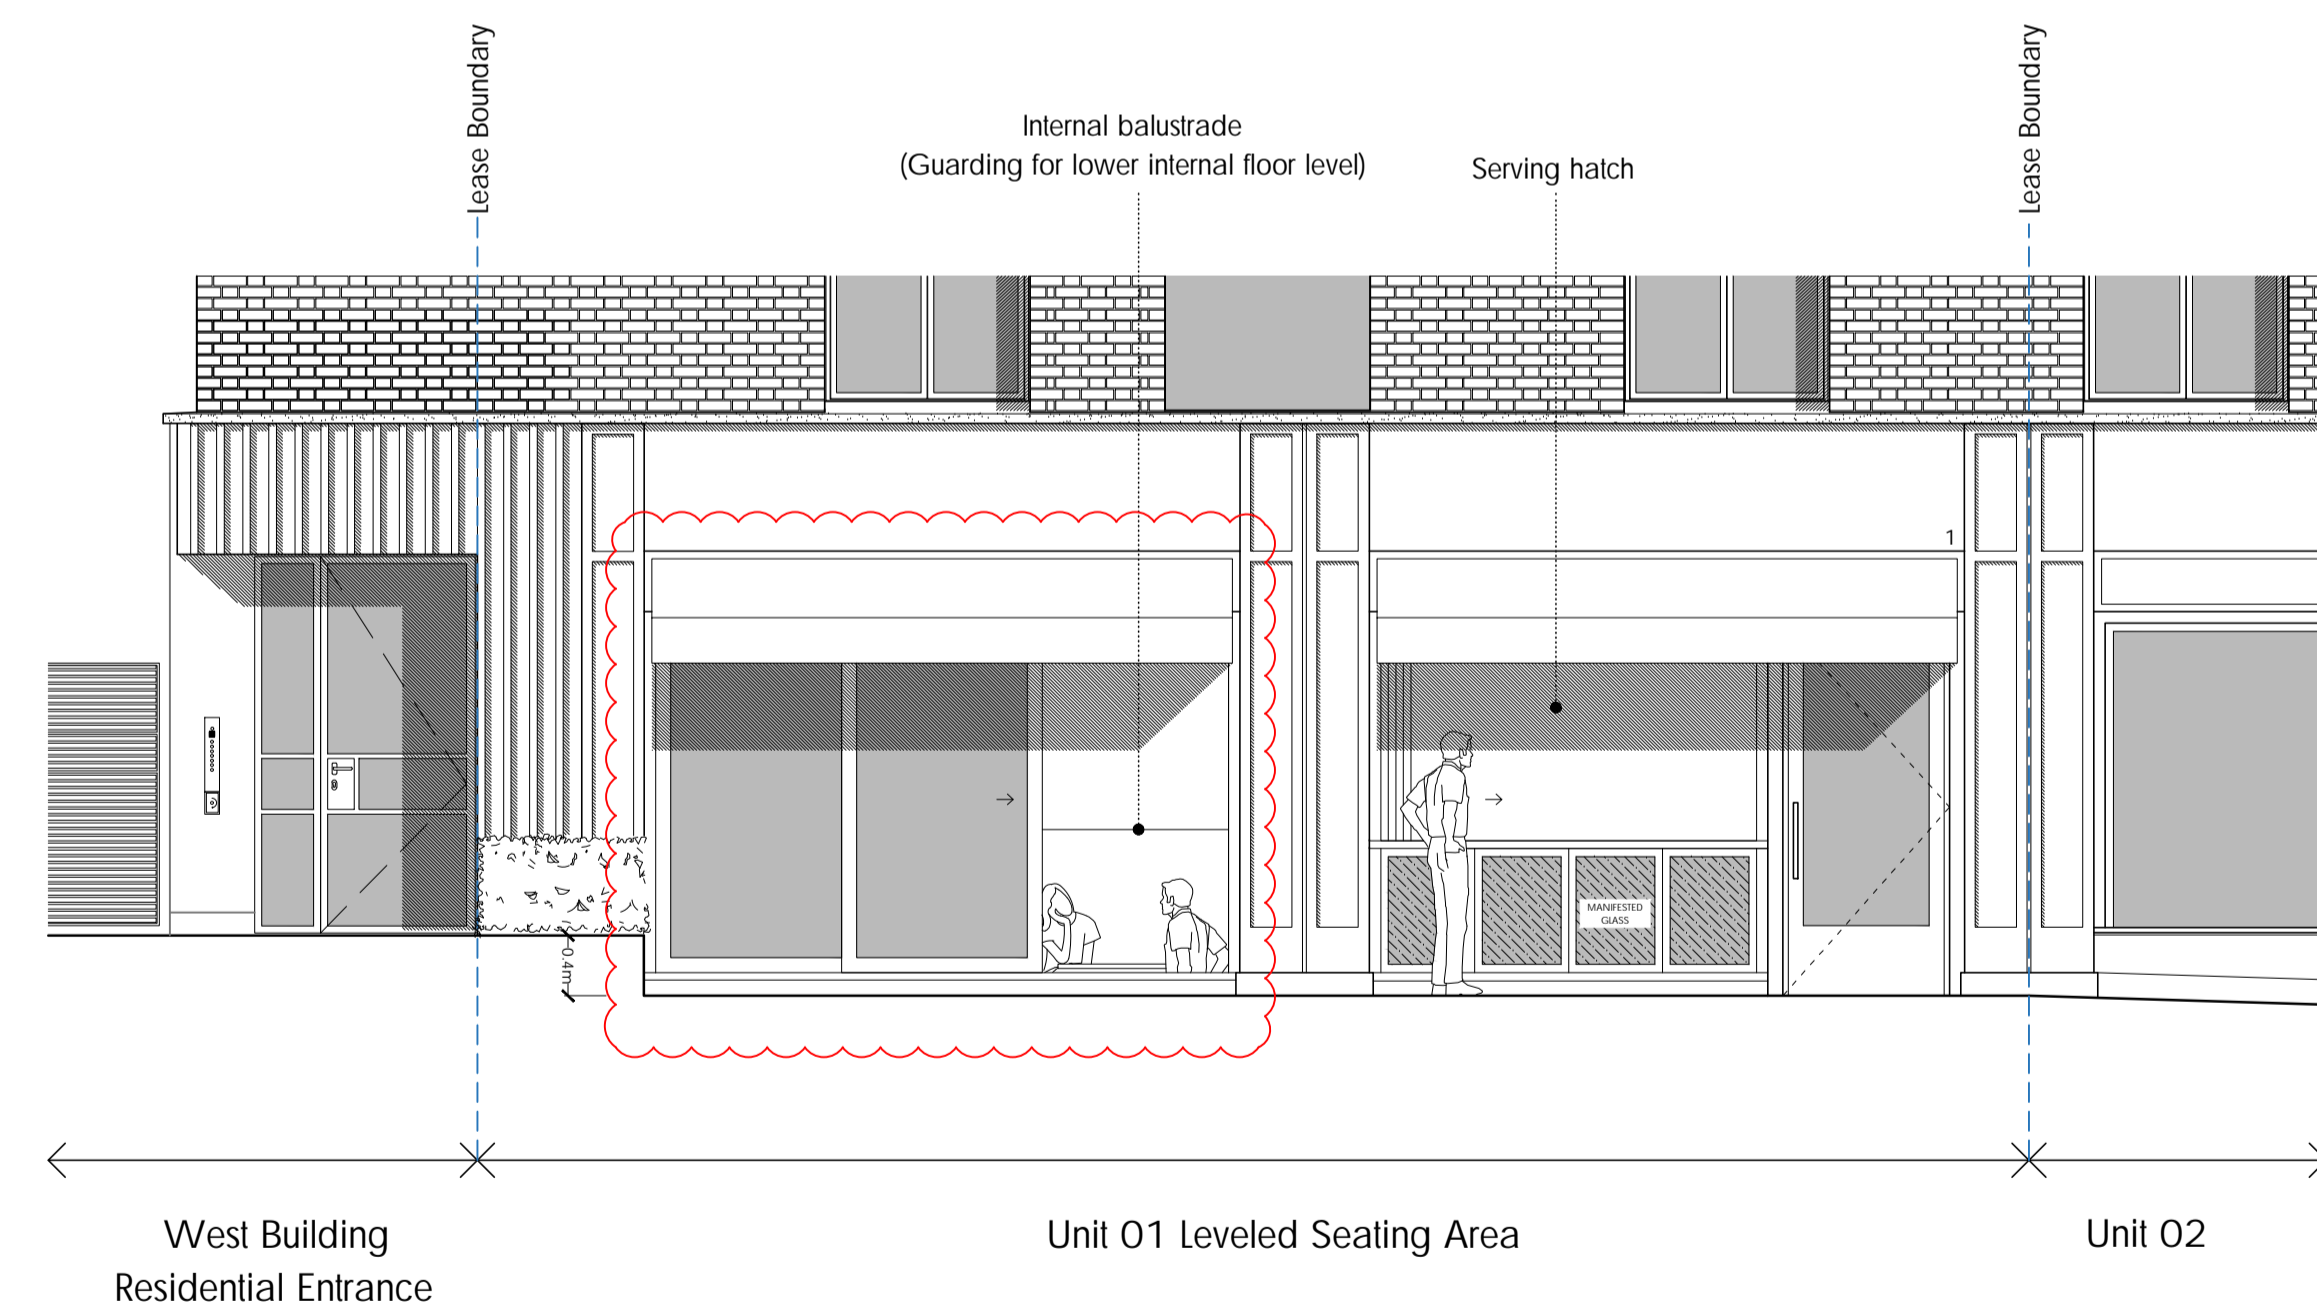 Lease Boundary
Lease Boundary
Internal balustrade
(Guarding for lower internal floor level)
Serving hatch
1
MANIFESTED
GLASS
0.4m
West Building
Residential Entrance
Unit 01 Leveled Seating Area
Unit 02